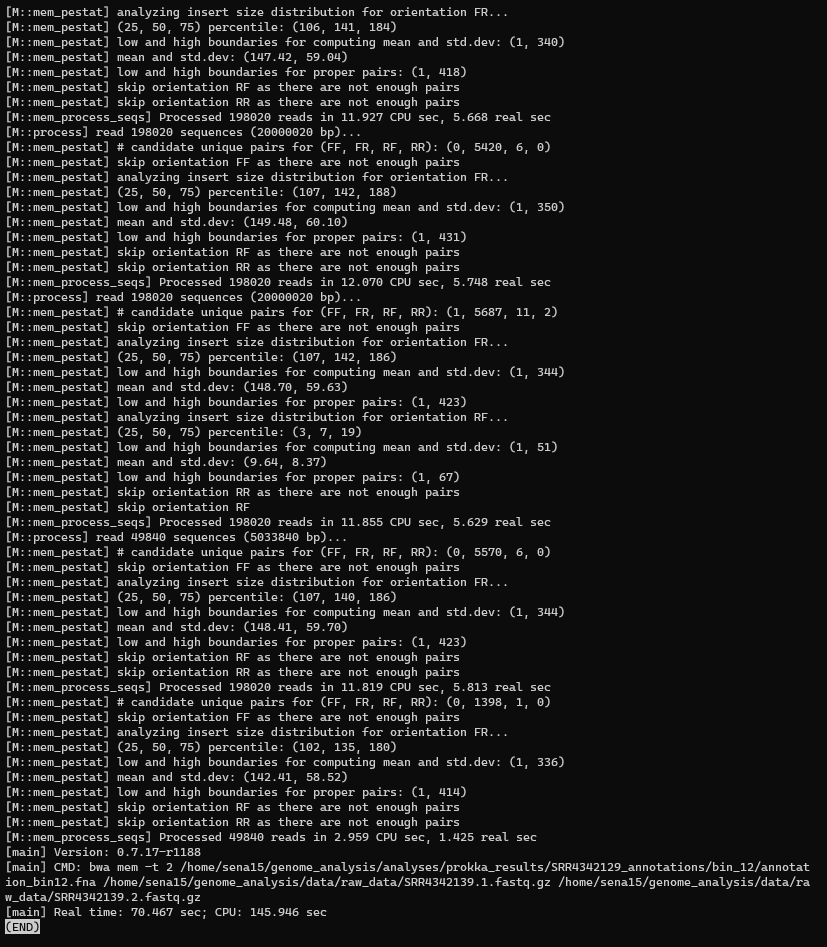 [M::mem_pestat] analyzing insert size distribution for orientation FR...
[M::mem_pestat] (25, 50, 75) percentile: (106, 141, 184)
[M::mem_pestat] low and high boundaries for computing mean and std.dev: (1, 340)
[M::mem_pestat] mean and std.dev: (147.42, 59.04)
[M::mem_pestat] low and high boundaries for proper pairs: (1, 418)
[M::mem_pestat] skip orientation RF as there are not enough pairs
[M::mem_pestat] skip orientation RR as there are not enough pairs
[M::mem_process_seqs] Processed 198020 reads in 11.927 CPU sec, 5.668 real sec
[M::process] read 198020 sequences (20000020 bp)...
[M::mem_pestat] # candidate unique pairs for (FF, FR, RF, RR): (0, 5420, 6, 0)
[M::mem_pestat] skip orientation FF as there are not enough pairs
[M::mem_pestat] analyzing insert size distribution for orientation FR...
[M::mem_pestat] (25, 50, 75) percentile: (107, 142, 188)
[M::mem_pestat] low and high boundaries for computing mean and std.dev: (1, 350)
[M::mem_pestat] mean and std.dev: (149.48, 60.10)
[M::mem_pestat] low and high boundaries for proper pairs: (1, 431)
[M::mem_pestat] skip orientation RF as there are not enough pairs
[M::mem_pestat] skip orientation RR as there are not enough pairs
[M::mem_process_seqs] Processed 198020 reads in 12.070 CPU sec, 5.748 real sec
[M::process] read 198020 sequences (20000020 bp)...
[M::mem_pestat] # candidate unique pairs for (FF, FR, RF, RR): (1, 5687, 11, 2)
[M::mem_pestat] skip orientation FF as there are not enough pairs
[M::mem_pestat] analyzing insert size distribution for orientation FR...
[M::mem_pestat] (25, 50, 75) percentile: (107, 142, 186)
[M::mem_pestat] low and high boundaries for computing mean and std.dev: (1, 344)
[M::mem_pestat] mean and std.dev: (148.70, 59.63)
[M::mem_pestat] low and high boundaries for proper pairs: (1, 423)
[M::mem_pestat] analyzing insert size distribution for orientation RF...
[M::mem_pestat] (25, 50, 75) percentile: (3, 7, 19)
[M::mem_pestat] low and high boundaries for computing mean and std.dev: (1, 51)
[M::mem_pestat] mean and std.dev: (9.64, 8.37)
[M::mem_pestat] low and high boundaries for proper pairs: (1, 67)
[M::mem_pestat] skip orientation RR as there are not enough pairs
[M::mem_pestat] skip orientation RF
[M::mem_process_seqs] Processed 198020 reads in 11.855 CPU sec, 5.629 real sec
[M::process] read 49840 sequences (5033840 bp)...
[M::mem_pestat] # candidate unique pairs for (FF, FR, RF, RR): (0, 5570, 6, 0)
[M::mem_pestat] skip orientation FF as there are not enough pairs
[M::mem_pestat] analyzing insert size distribution for orientation FR...
[M::mem_pestat] (25, 50, 75) percentile: (107, 140, 186)
[M::mem_pestat] low and high boundaries for computing mean and std.dev: (1, 344)
[M::mem_pestat] mean and std.dev: (148.41, 59.70)
[M::mem_pestat] low and high boundaries for proper pairs: (1, 423)
[M::mem_pestat] skip orientation RF as there are not enough pairs
[M::mem_pestat] skip orientation RR as there are not enough pairs
[M::mem_process_seqs] Processed 198020 reads in 11.819 CPU sec, 5.813 real sec
[M::mem_pestat] # candidate unique pairs for (FF, FR, RF, RR): (0, 1398, 1, 0)
[M::mem_pestat] skip orientation FF as there are not enough pairs
[M::mem_pestat] analyzing insert size distribution for orientation FR...
[M::mem_pestat] (25, 50, 75) percentile: (102, 135, 180)
[M::mem_pestat] low and high boundaries for computing mean and std.dev: (1, 336)
[M::mem_pestat] mean and std.dev: (142.41, 58.52)
[M::mem_pestat] low and high boundaries for proper pairs: (1, 414)
[M::mem_pestat] skip orientation RF as there are not enough pairs
[M::mem_pestat] skip orientation RR as there are not enough pairs
[M::mem_process_seqs] Processed 49840 reads in 2.959 CPU sec, 1.425 real sec
[main] Version: 0.7.17-r1188
[main] CMD: bwa mem -t 2 /home/sena15/genome_analysis/analyses/prokka_results/SRR4342129_annotations/bin_12/annotat
ion_bin12.fna /home/sena15/genome_analysis/data/raw_data/SRR4342139.1.fastq.gz /home/sena15/genome_analysis/data/ra
w_data/SRR4342139.2.fastq.gz
[main] Real time: 70.467 sec; CPU: 145.946 sec
(END)